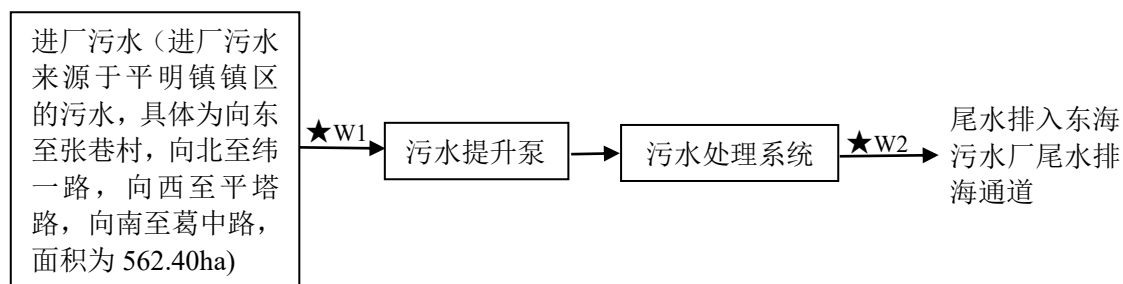 进厂污水（进厂污水
来源于平明镇镇区
的污水，具体为向东
至张巷村，向北至纬
一路，向西至平塔
路，向南至葛中路，
面积为 562.40ha)
★W1
污水提升泵
污水处理系统
★W2
尾水排入东海
污水厂尾水排
海通道